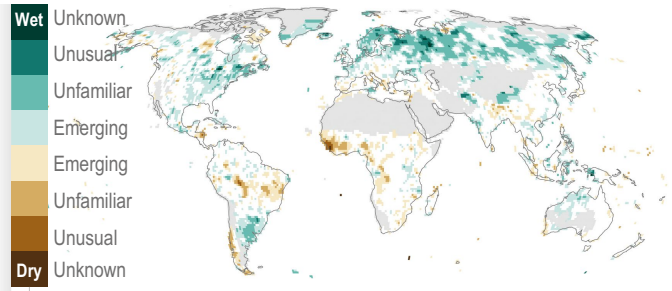 Wet Unknown
Unusual
Unfamiliar
Emerging
Emerging
Unfamiliar
Unusual
Dry Unknown